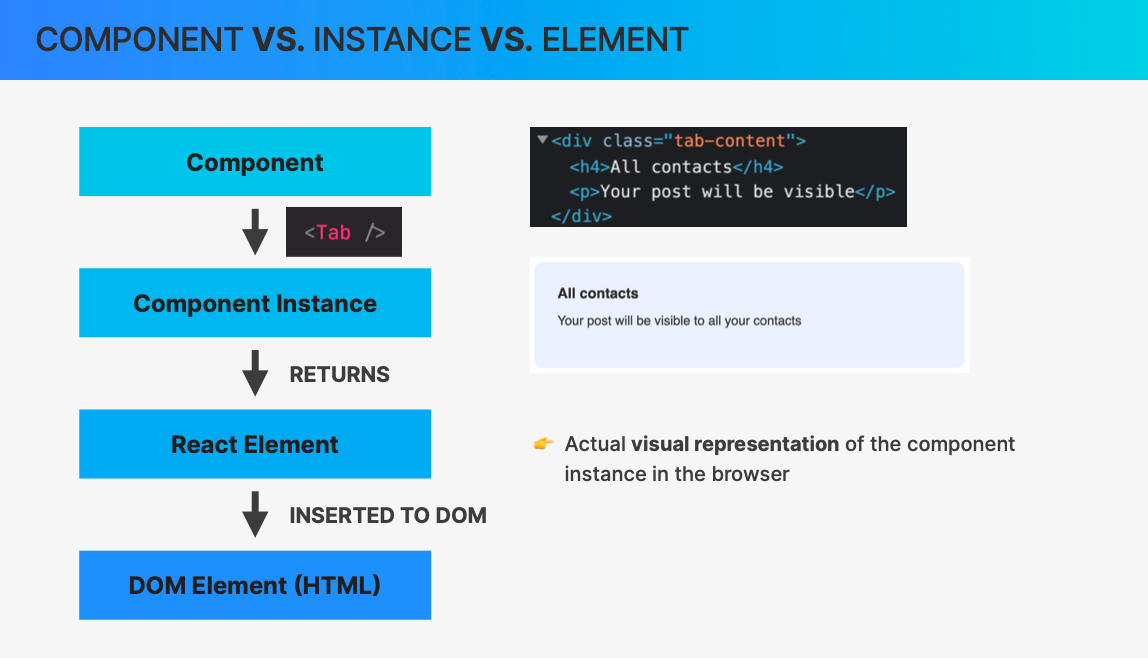 COMPONENT VS. INSTANCE VS. ELEMENT
Component
<Tab />
Component Instance
RETURNS
React Element
INSERTED TO DOM
DOM Element (HTML)
<div class="tab-content">
<h4>All contacts</h4>
<p>Your post will be visible</p>
</div>
All contacts
Your post will be visible to all your contacts
👉 Actual visual representation of the component
instance in the browser